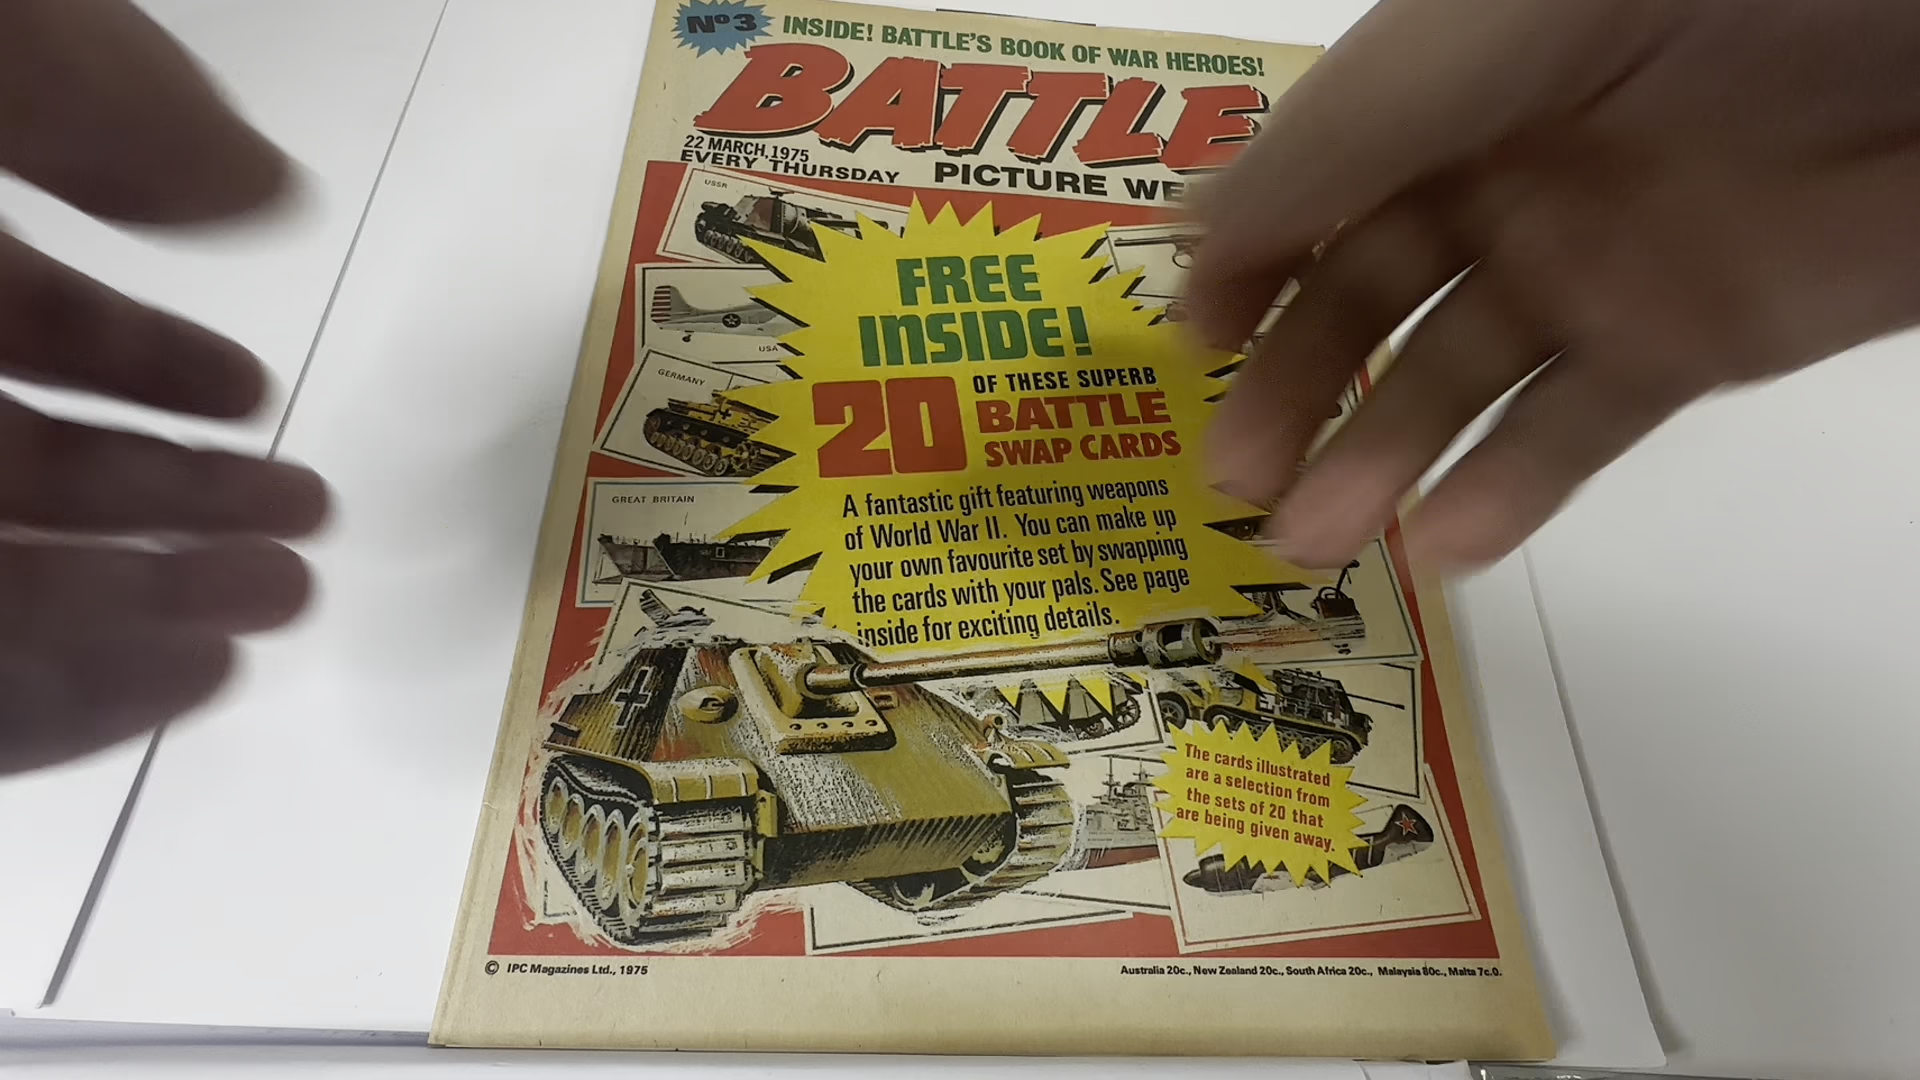 Nº3
INSIDE! BATTLE'S BOOK OF WAR HEROES!
BATTLE
22 MARCH, 1975
EVERY THURSDAY
PICTURE WE
USSR
USA
GERMANY
GREAT BRITAIN
FREE
INSIDE!
20
OF THESE SUPERB
BATTLE
SWAP CARDS
A fantastic gift featuring weapons
of World War II. You can make up
your own favourite set by swapping
the cards with your pals. See page
inside for exciting details.
The cards illustrated
are a selection from
the sets of 20 that
are being given away.
© IPC Magazines Ltd., 1975
Australia 20c., New Zealand 20c., South Africa 20c., Malaysia 80c., Malta 7c.0.